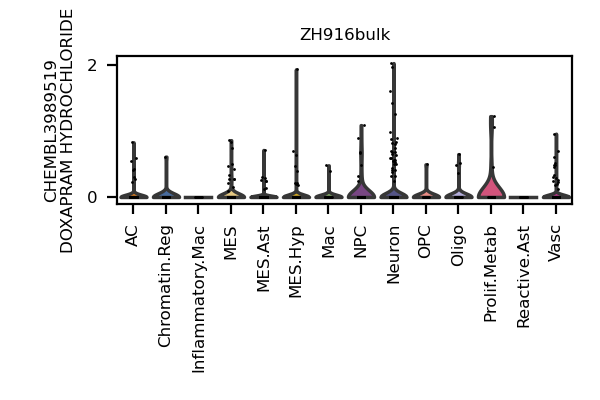 ZH916bulk
CHEMBL3989519
DOXAPRAM HYDROCHLORIDE
2
0
AC
Chromatin.Reg
Inflammatory.Mac
MES
MES.Ast
MES.Hyp
Mac
NPC
Neuron
OPC
Oligo
Prolif.Metab
Reactive.Ast
Vasc